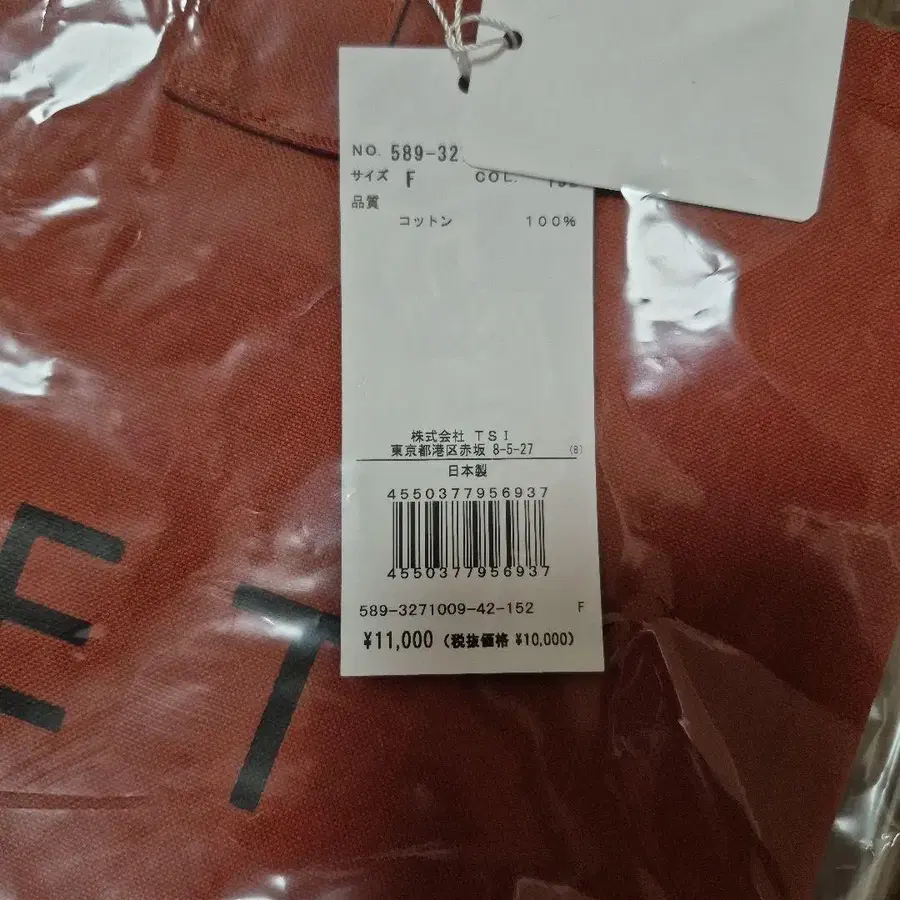 NO. 589-32
サイズ F COL.
品質
コットン 100%
株式会社 TSI
東京都港区赤坂 8-5-27 (8)
日本製
4550377956937
4550377956937
589-3271009-42-152 F
¥11,000 (税抜価格 ¥10,000)
ET